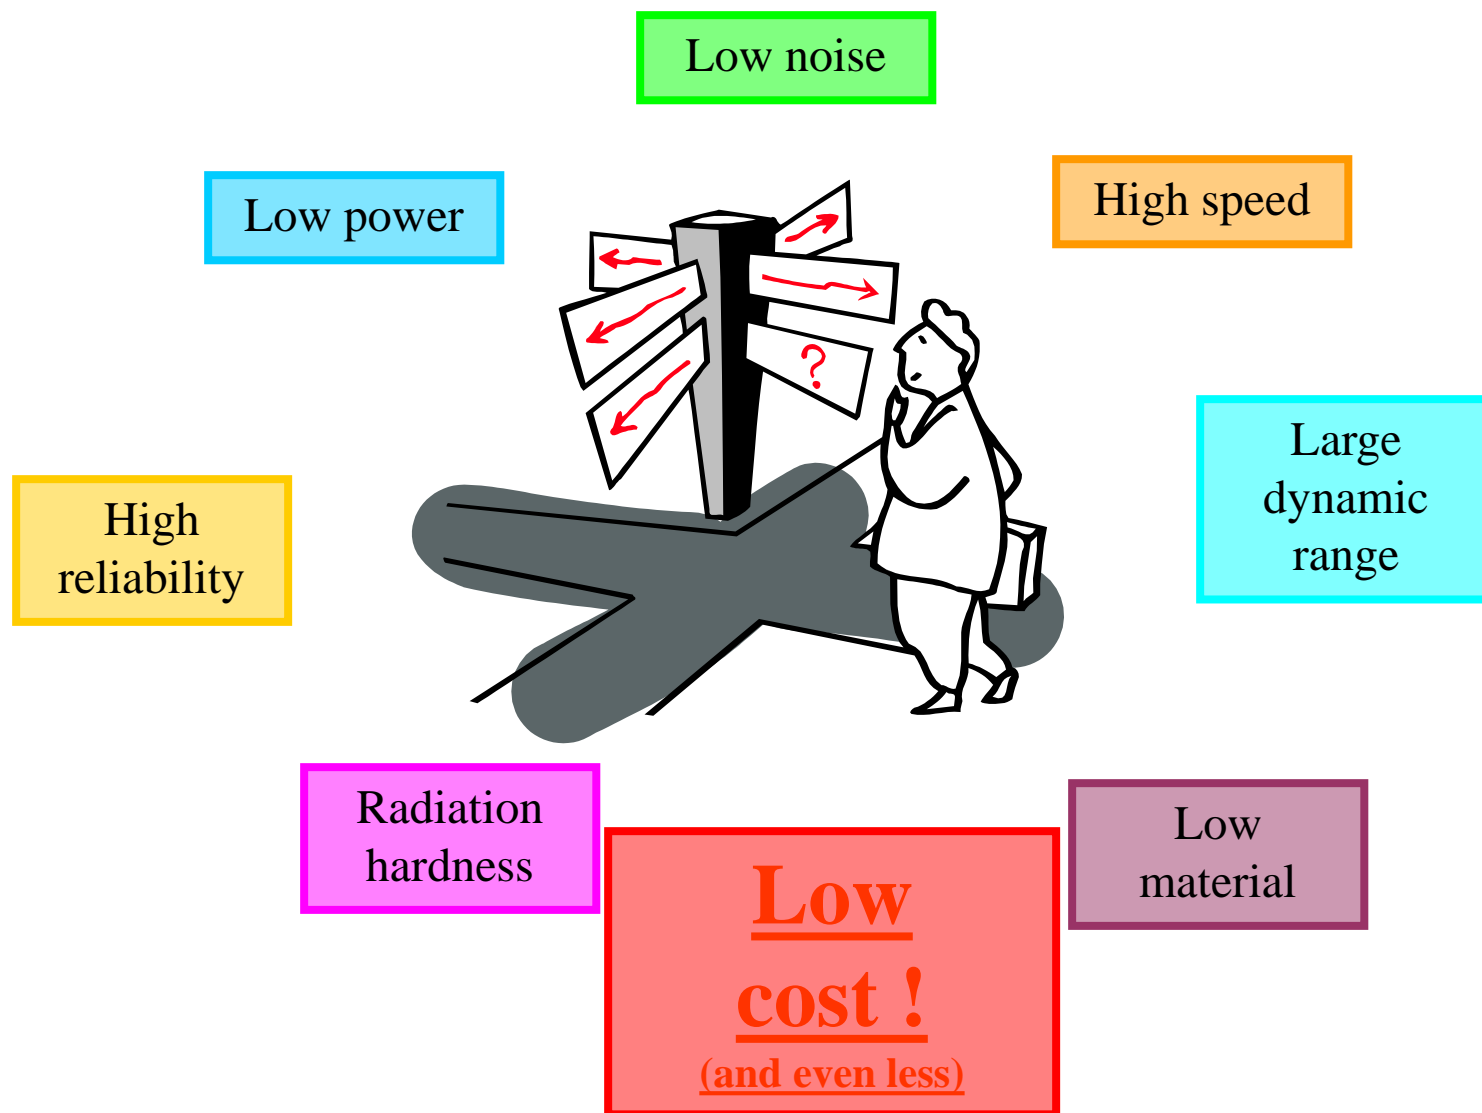 Low noise
High speed
Low power
?
Large
dynamic
range
High
reliability
Radiation
hardness
Low
material
Low
cost !
(and even less)